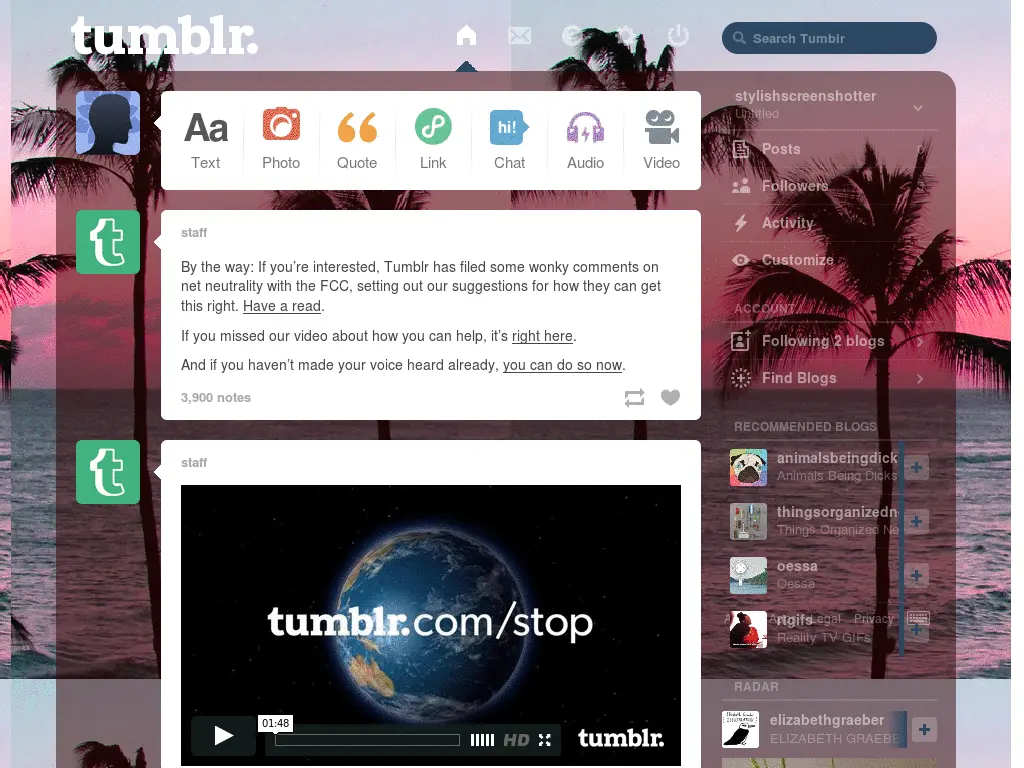 tumblr.
Search Tumblr
Aa
Text
Photo
Quote
Link
hi!
Chat
Audio
Video
staff
By the way: If you're interested, Tumblr has filed some wonky comments on
net neutrality with the FCC, setting out our suggestions for how they can get
this right. Have a read.
If you missed our video about how you can help, it's right here.
And if you haven't made your voice heard already, you can do so now.
3,900 notes
staff
tumblr.com/stop
01:48
HD
tumblr.
stylishscreenshotter
Untitled
Posts
Followers
Activity
Customize
ACCOUNT
Following 2 blogs
Find Blogs
RECOMMENDED BLOGS
animalsbeingdick
Animals Being Dicks
thingsorganizedn
Things Organized Ne
oessa
Oessa
rtgifs
Legal Privacy
Reality TV GIFs
RADAR
elizabethgraeber
ELIZABETH GRAEBE